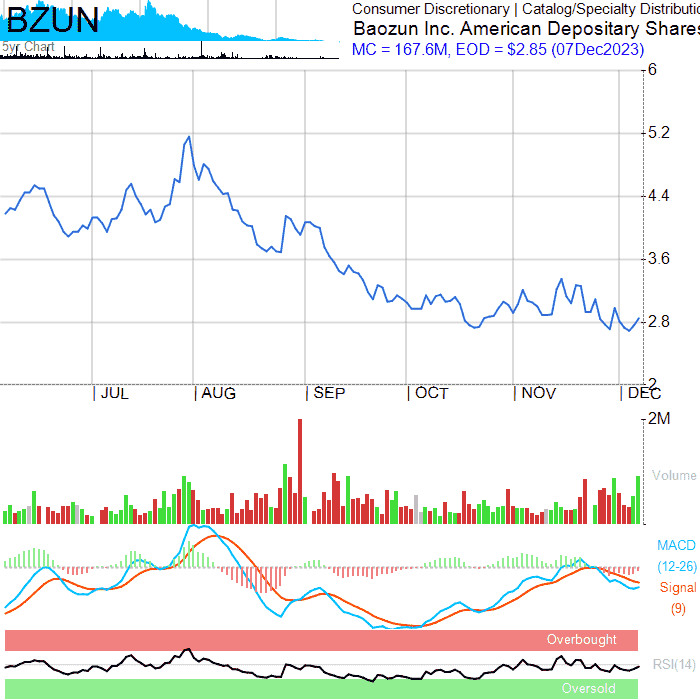 BZUN
5yr Chart
Consumer Discretionary | Catalog/Specialty Distributio
Baozun Inc. American Depositary Shares
MC = 167.6M, EOD = $2.85 (07Dec2023)
6
5.2
4.4
3.6
2.8
2
JUL AUG SEP OCT NOV DEC
2M
Volume
MACD
(12-26)
Signal
(9)
Overbought
RSI(14)
Oversold